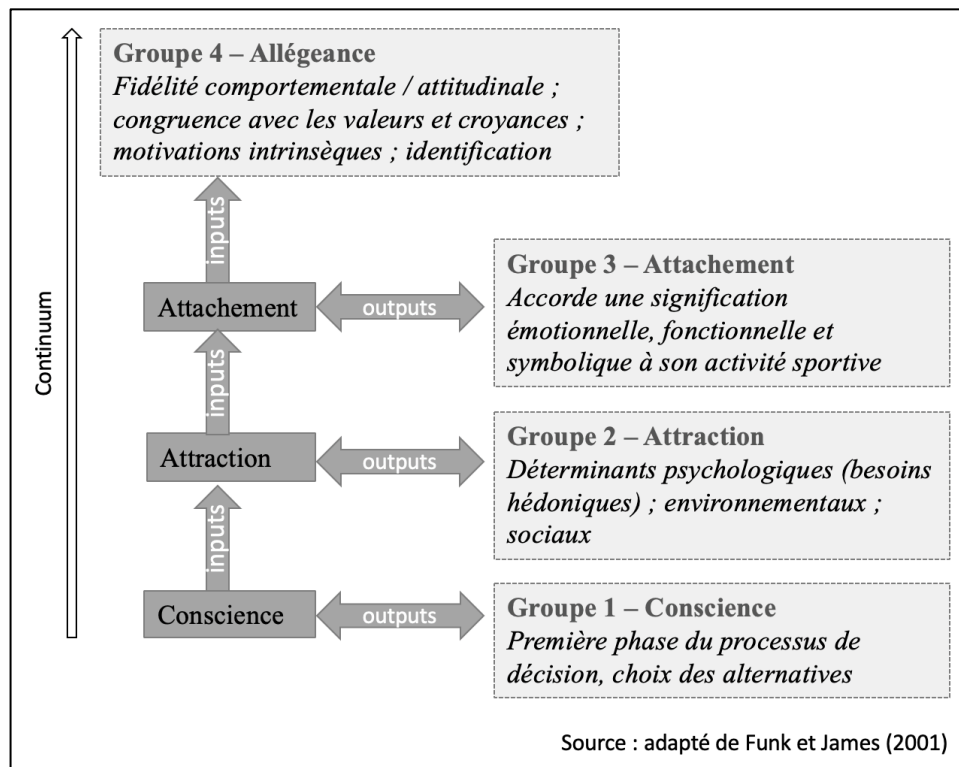 Groupe 4 – Allégeance
Fidélité comportementale / attitudinale ;
congruence avec les valeurs et croyances ;
motivations intrinsèques ; identification
inputs
Groupe 3 – Attachement
Accorde une signification
émotionnelle, fonctionnelle et
symbolique à son activité sportive
Attachement
outputs
Continuum
inputs
Groupe 2 – Attraction
Déterminants psychologiques (besoins
hédoniques) ; environnementaux ;
sociaux
Attraction
outputs
inputs
Groupe 1 – Conscience
Première phase du processus de
décision, choix des alternatives
Conscience
outputs
Source : adapté de Funk et James (2001)